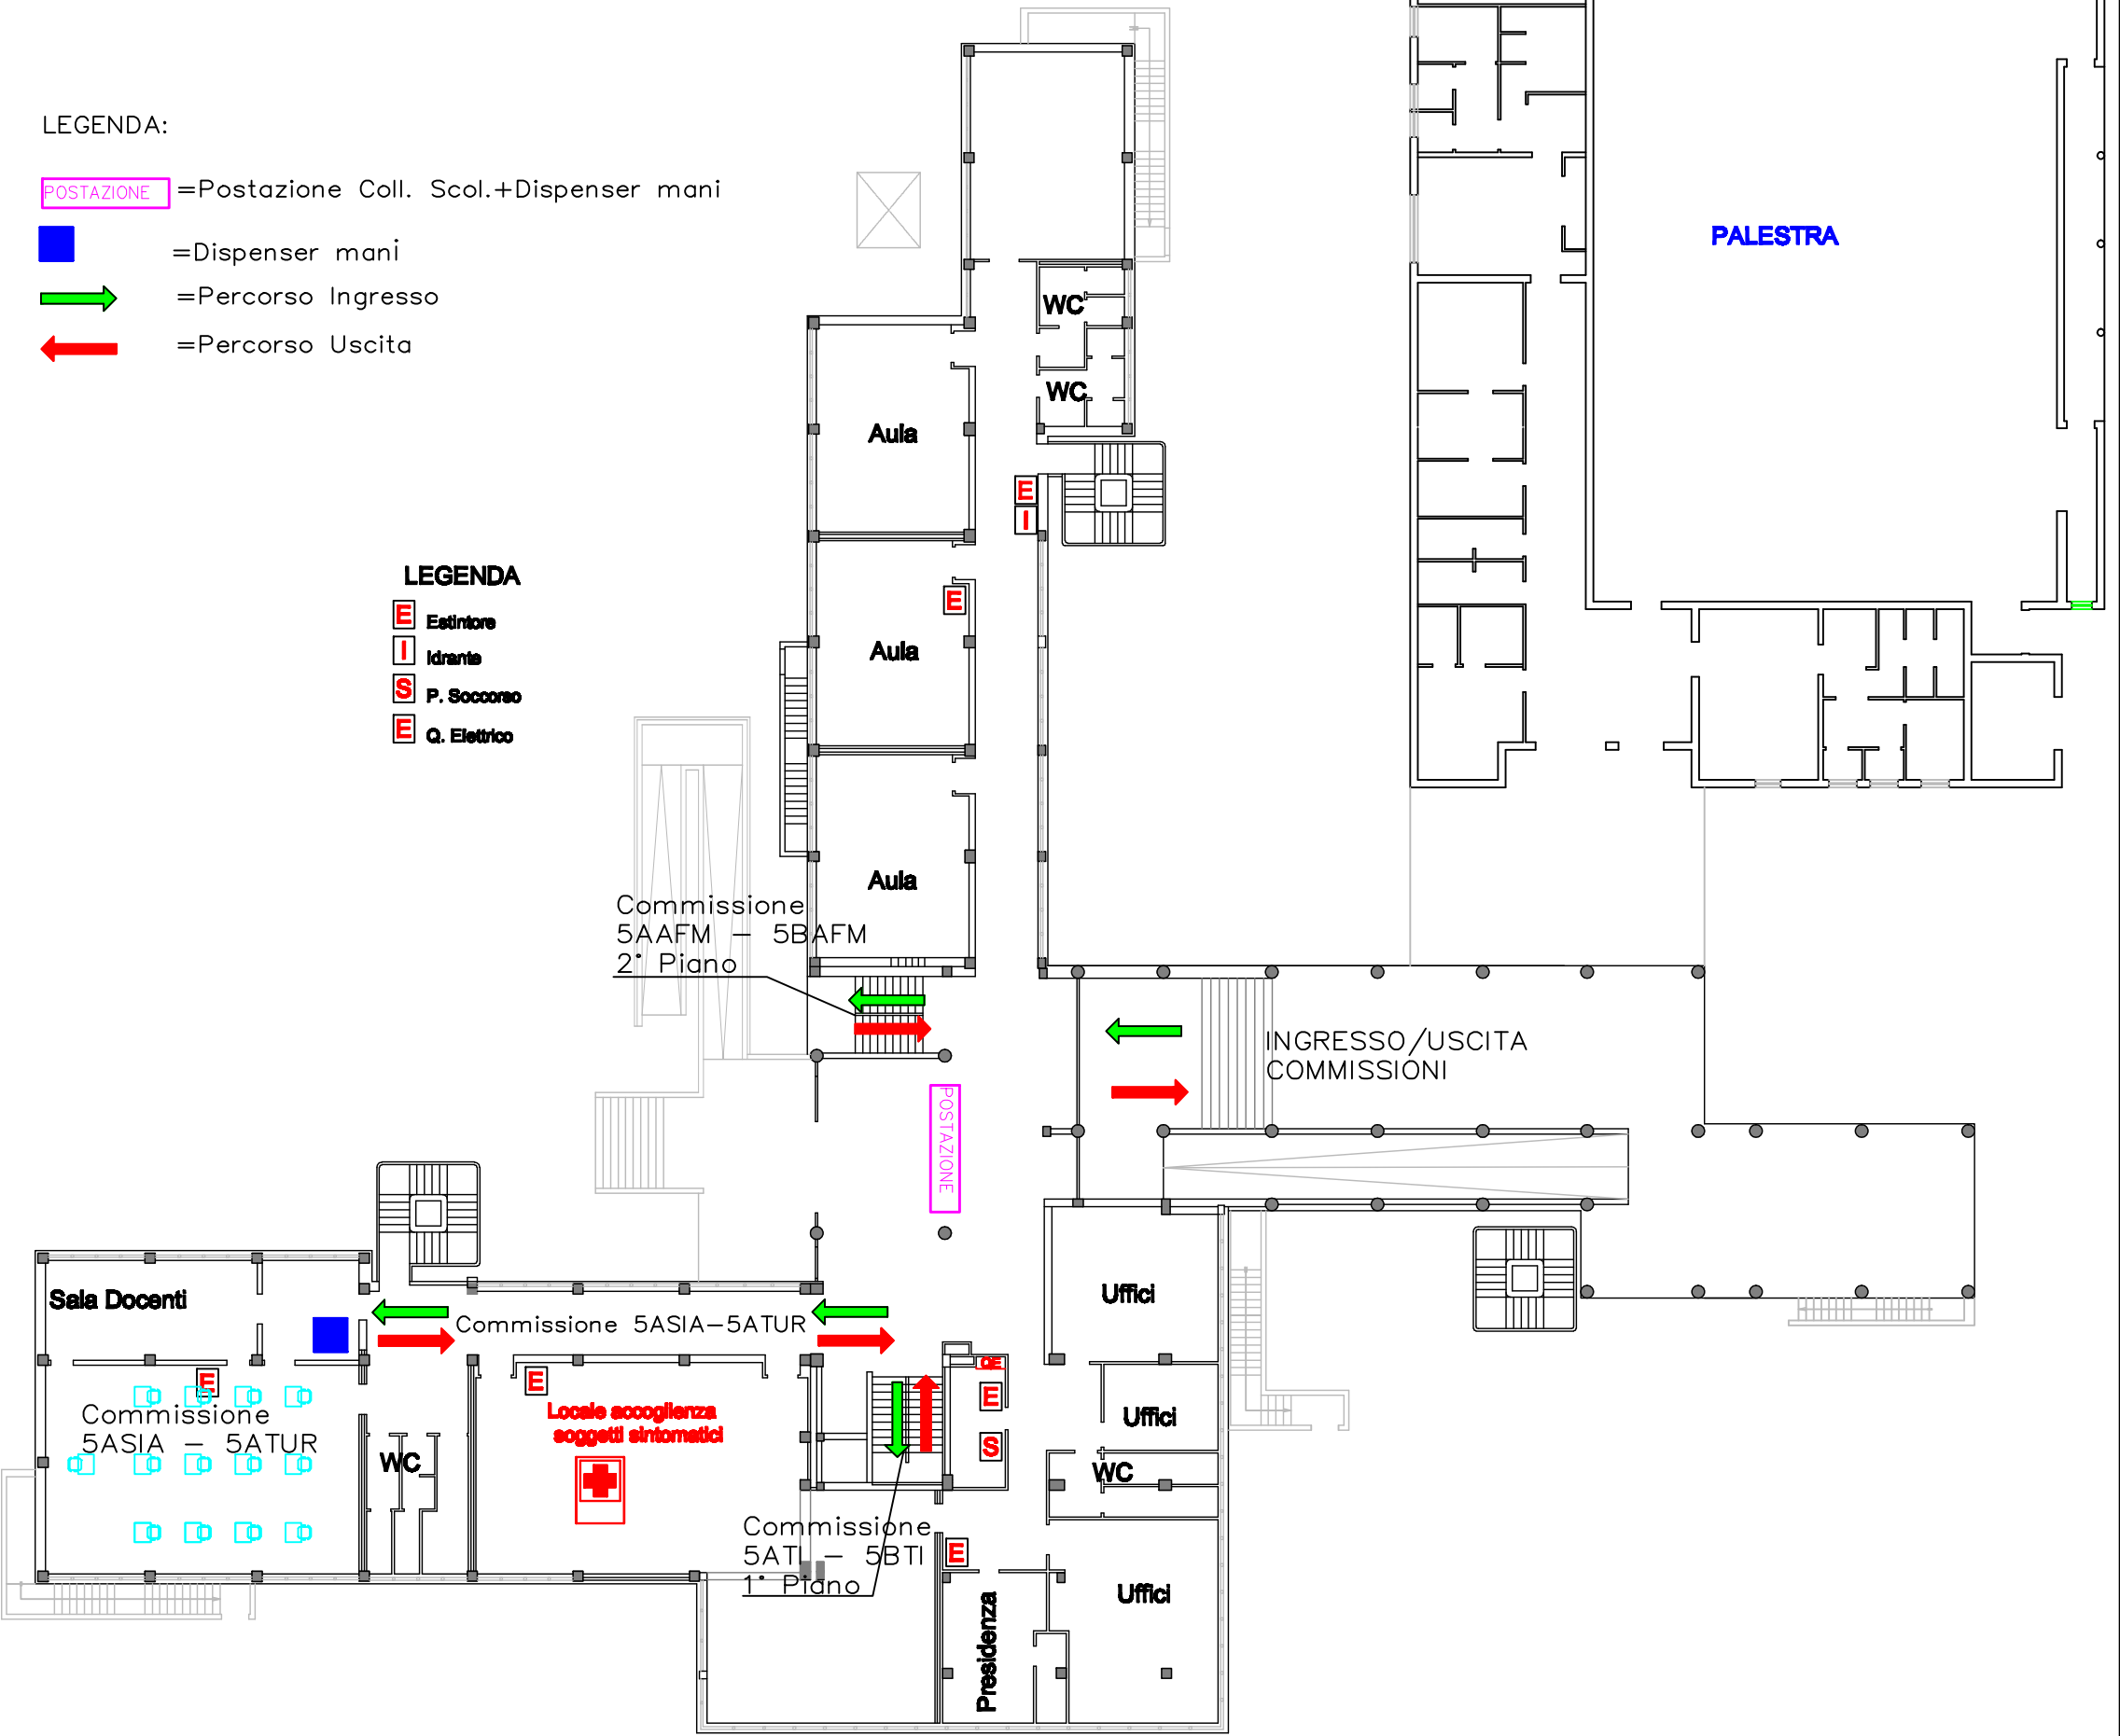 LEGENDA:
POSTAZIONE =Postazione Coll. Scol.+Dispenser mani
=Dispenser mani
=Percorso Ingresso
=Percorso Uscita
PALESTRA
WC
WC
Aula
E
I
LEGENDA
E Estintore
I Idrante
S P. Soccorso
E Q. Elettrico
E
Aula
Aula
Commissione
5AAFM – 5BAFM
2° Piano
INGRESSO/USCITA
COMMISSIONI
POSTAZIONE
Sala Docenti
Commissione 5ASIA–5ATUR
Uffici
E
Commissione
5ASIA – 5ATUR
WC
E
Locale accoglienza
soggetti sintomatici
QE
E
S
Uffici
WC
Commissione
5ATI – 5BTI
1° Piano
E
Presidenza
Uffici